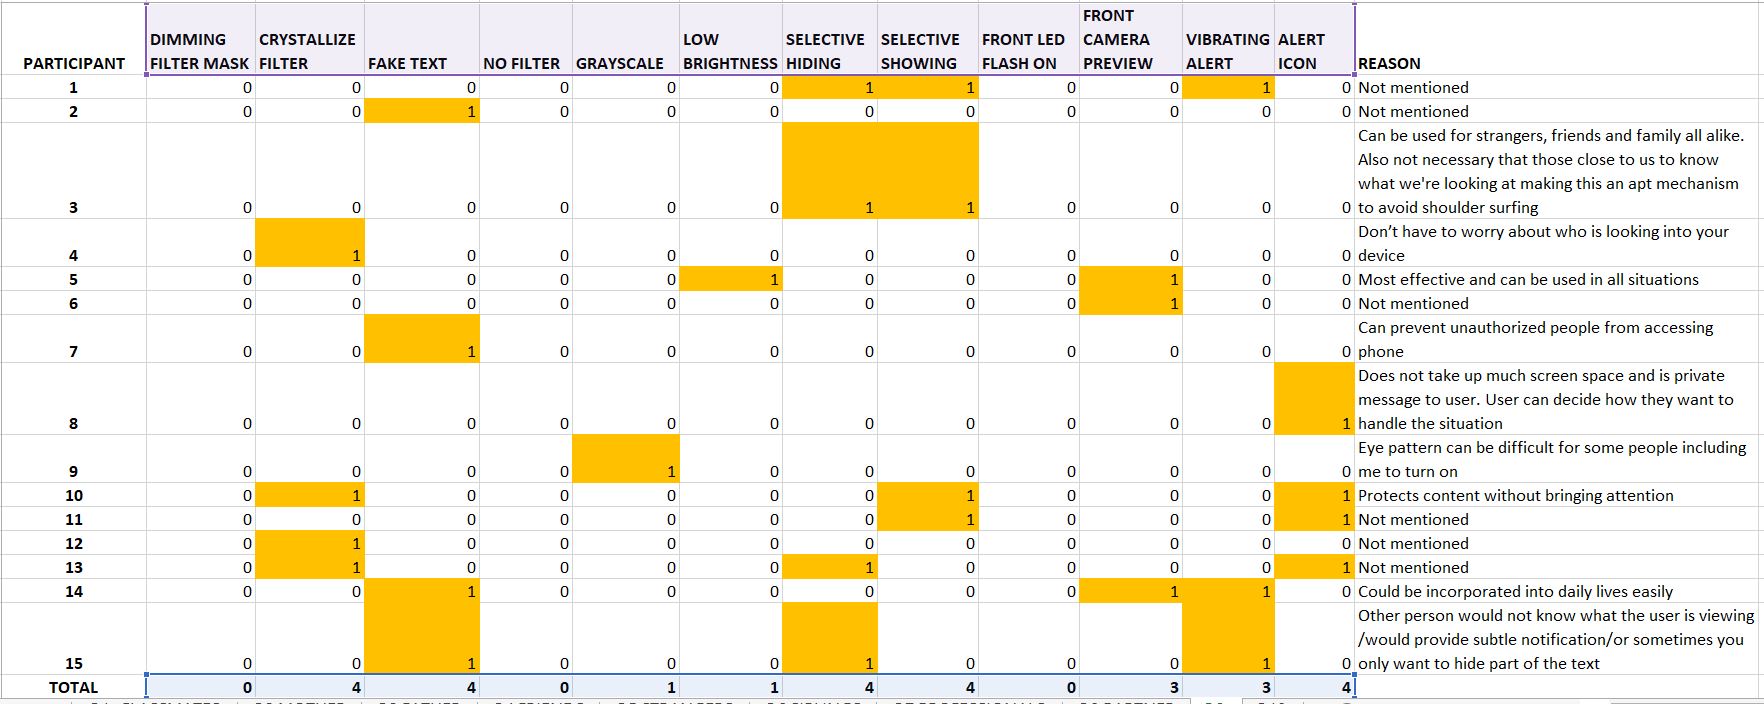 PARTICIPANT DIMMING FILTER MASK CRYSTALLIZE FILTER FAKE TEXT NO FILTER GRAYSCALE LOW BRIGHTNESS SELECTIVE HIDING SELECTIVE SHOWING FRONT LED FLASH ON FRONT CAMERA PREVIEW VIBRATING ALERT ALERT ICON REASON
1 0 0 0 0 0 0 1 1 0 0 1 0 Not mentioned
2 0 0 1 0 0 0 0 0 0 0 0 0 Not mentioned
Can be used for strangers, friends and family all alike.
Also not necessary that those close to us to know
what we're looking at making this an apt mechanism
3 0 0 0 0 0 0 1 1 0 0 0 0 to avoid shoulder surfing
Don’t have to worry about who is looking into your
4 0 1 0 0 0 0 0 0 0 0 0 0 device
5 0 0 0 0 0 1 0 0 0 1 0 0 Most effective and can be used in all situations
6 0 0 0 0 0 0 0 0 0 1 0 0 Not mentioned
Can prevent unauthorized people from accessing
7 0 0 1 0 0 0 0 0 0 0 0 0 phone
Does not take up much screen space and is private
message to user. User can decide how they want to
8 0 0 0 0 0 0 0 0 0 0 0 1 handle the situation
Eye pattern can be difficult for some people including
9 0 0 0 0 1 0 0 0 0 0 0 0 me to turn on
10 0 1 0 0 0 0 0 1 0 0 0 1 Protects content without bringing attention
11 0 0 0 0 0 0 0 1 0 0 0 1 Not mentioned
12 0 1 0 0 0 0 0 0 0 0 0 0 Not mentioned
13 0 1 0 0 0 0 1 0 0 0 0 1 Not mentioned
14 0 0 1 0 0 0 0 0 0 1 1 0 Could be incorporated into daily lives easily
Other person would not know what the user is viewing
/would provide subtle notification/or sometimes you
15 0 0 1 0 0 0 1 0 0 0 1 0 only want to hide part of the text
TOTAL 0 4 4 0 1 1 4 4 0 3 3 4